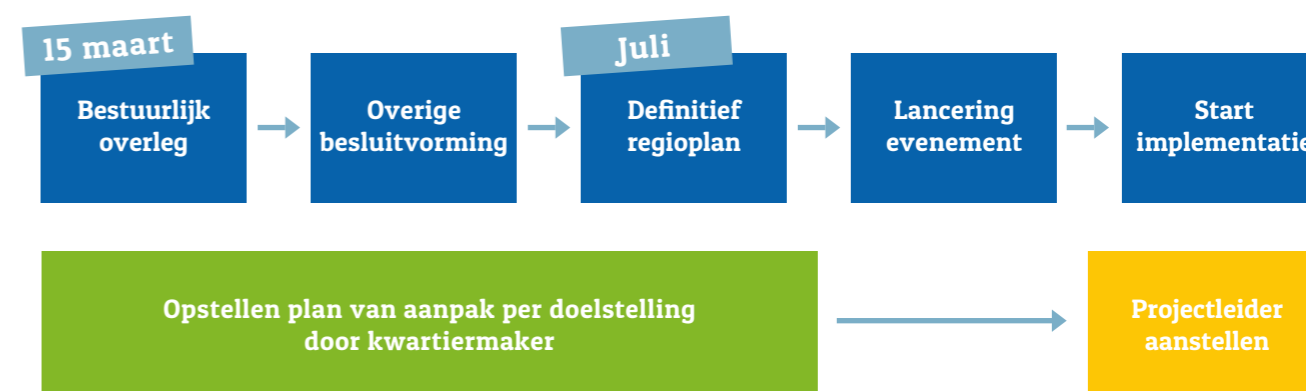 15 maart
Bestuurlijk
overleg
Overige
besluitvorming
Juli
Definitief
regioplan
Lancering
evenement
Start
implementatie
Opstellen plan van aanpak per doelstelling
door kwartiermaker
Projectleider
aanstellen